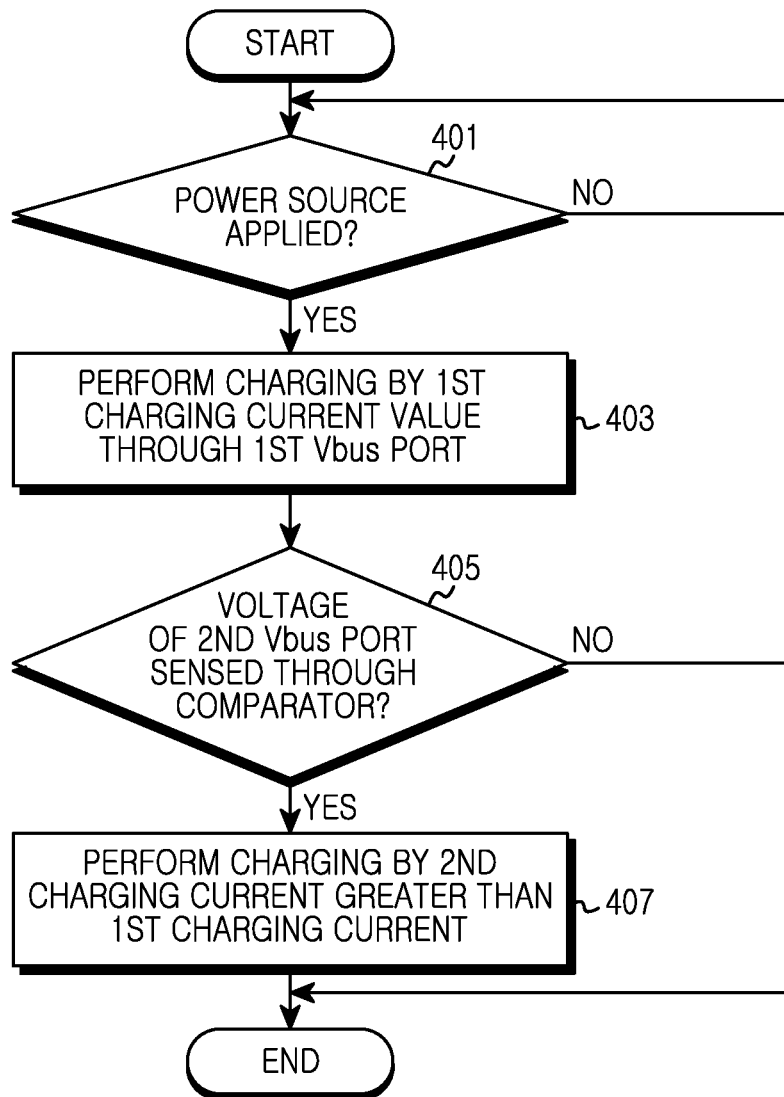 START
401
POWER SOURCE
APPLIED?
NO
YES
PERFORM CHARGING BY 1ST
CHARGING CURRENT VALUE
THROUGH 1ST Vbus PORT
403
405
VOLTAGE
OF 2ND Vbus PORT
SENSED THROUGH
COMPARATOR?
NO
YES
PERFORM CHARGING BY 2ND
CHARGING CURRENT GREATER THAN
1ST CHARGING CURRENT
407
END